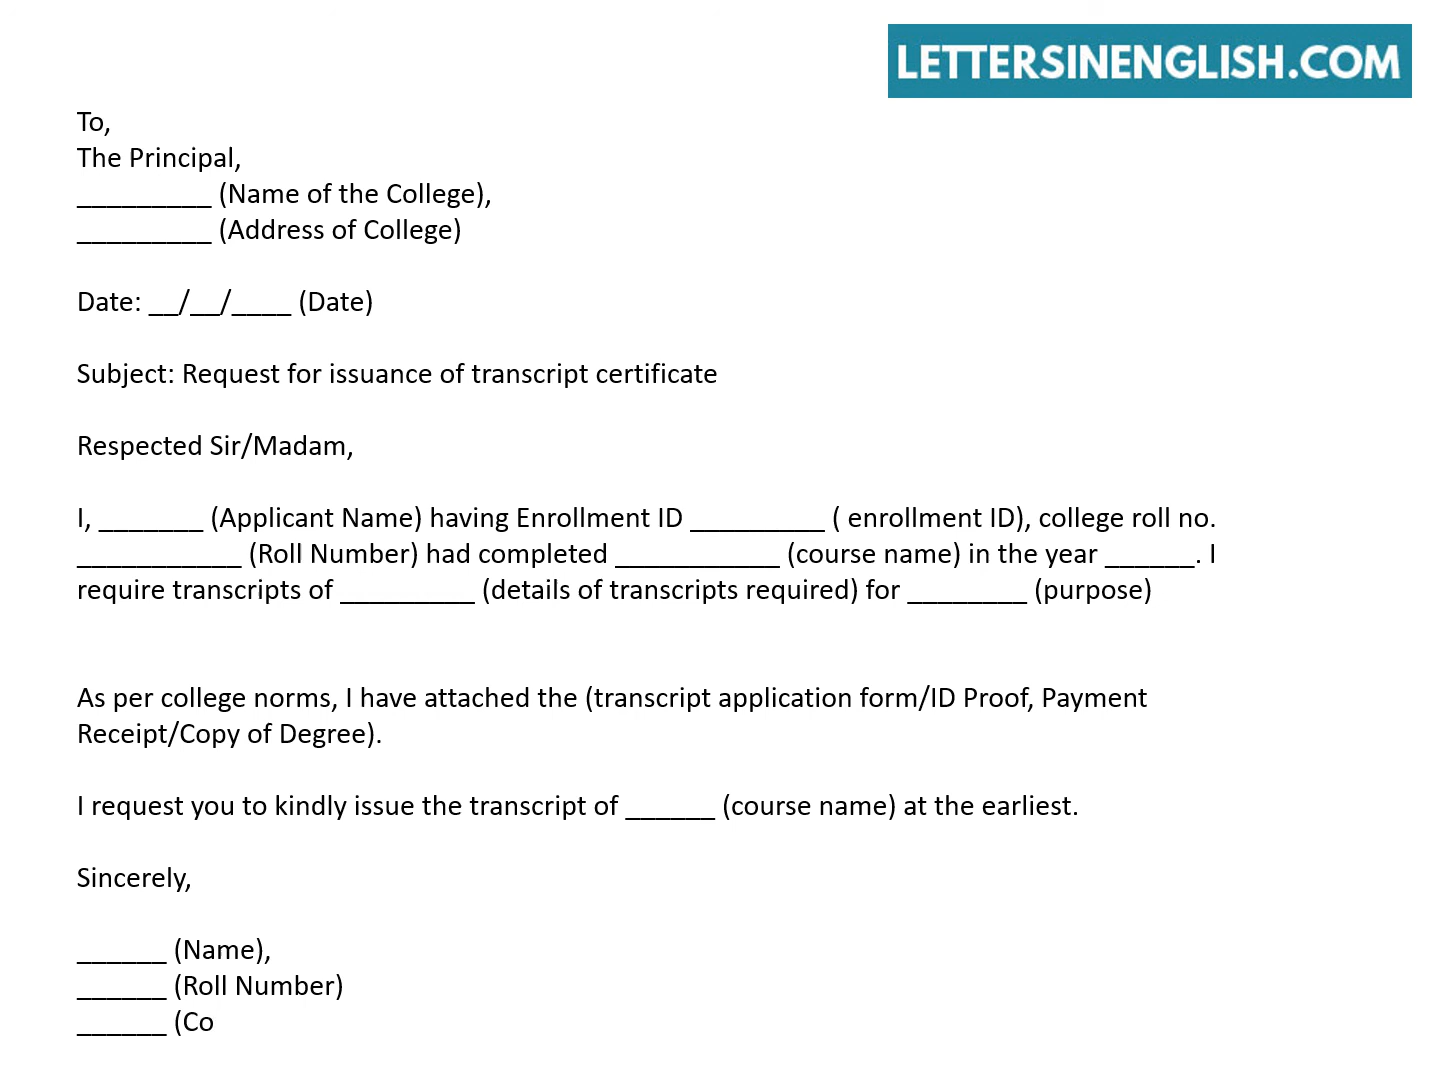 LETTERSINENGLISH.COM
To,
The Principal,
_________ (Name of the College),
_________ (Address of College)
Date: __/__/____ (Date)
Subject: Request for issuance of transcript certificate
Respected Sir/Madam,
I, _______ (Applicant Name) having Enrollment ID _________ ( enrollment ID), college roll no.
___________ (Roll Number) had completed ___________ (course name) in the year ______. I
require transcripts of _________ (details of transcripts required) for ________ (purpose)
As per college norms, I have attached the (transcript application form/ID Proof, Payment
Receipt/Copy of Degree).
I request you to kindly issue the transcript of ______ (course name) at the earliest.
Sincerely,
______ (Name),
______ (Roll Number)
______ (Co